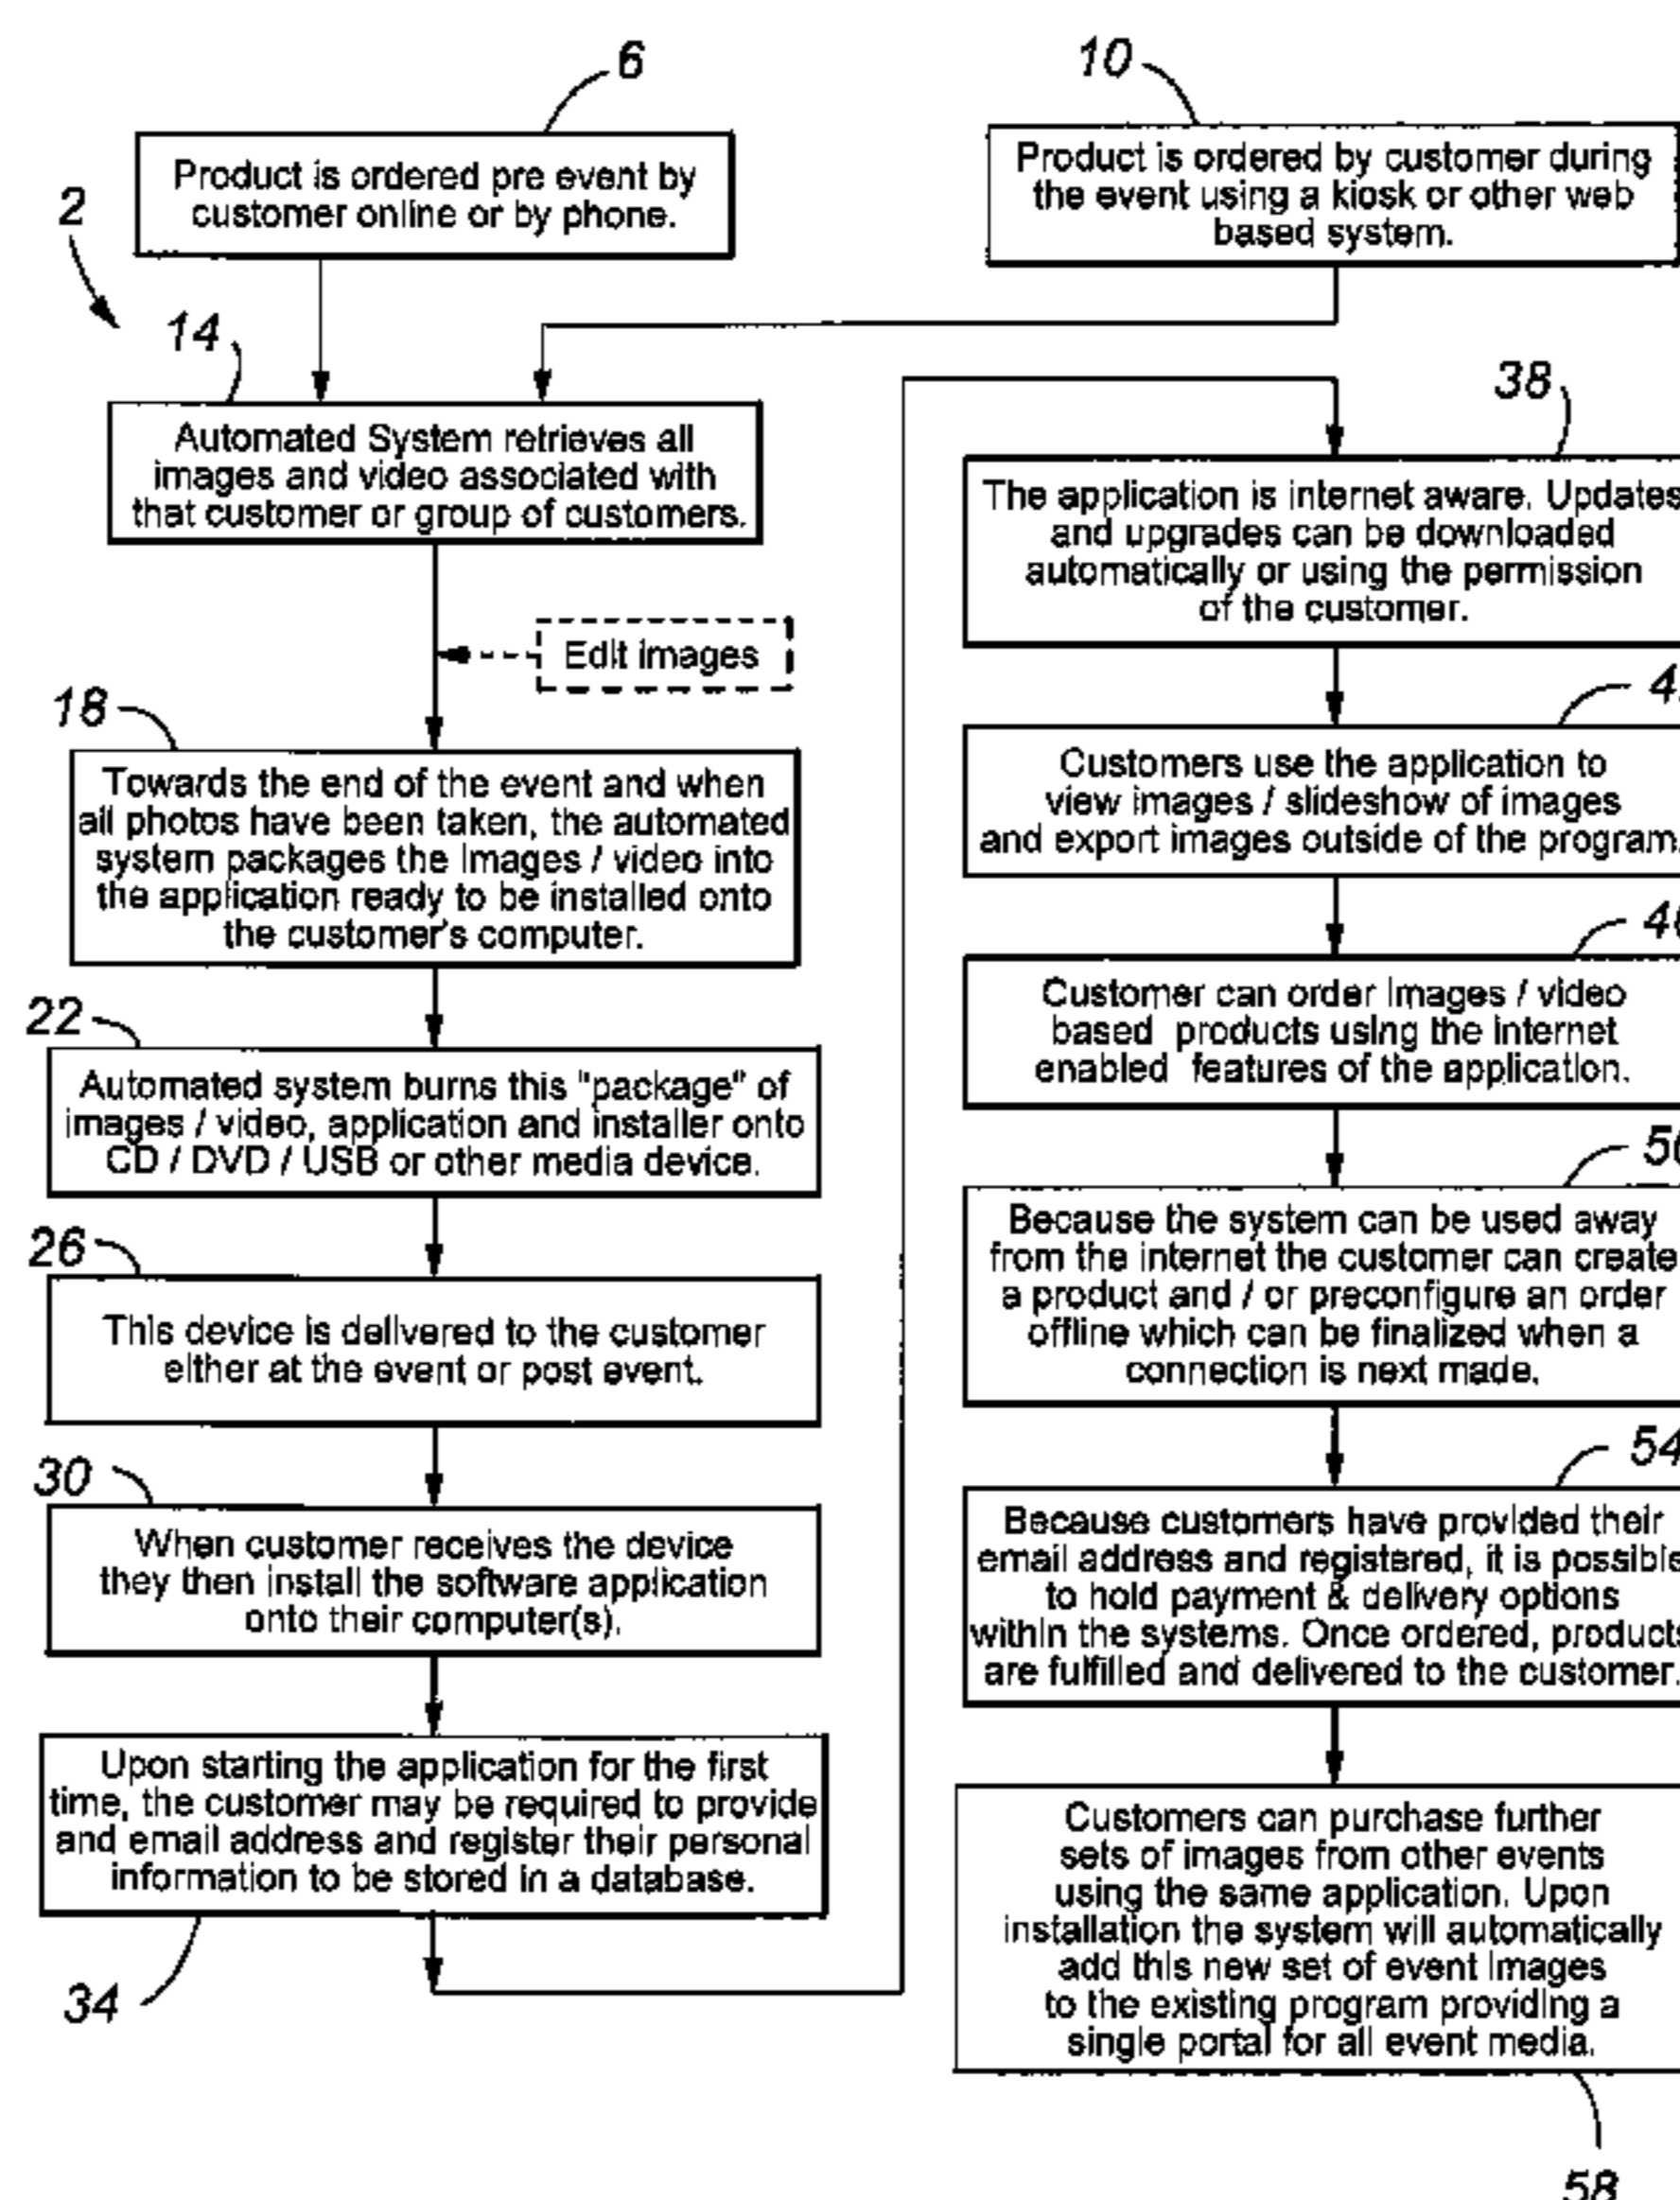 6
Product is ordered pre event by
customer online or by phone.
10
Product is ordered by customer during
the event using a kiosk or other web
based system.
2
14
Automated System retrieves all
images and video associated with
that customer or group of customers.
Edit images
18
Towards the end of the event and when
all photos have been taken, the automated
system packages the images / video into
the application ready to be installed onto
the customer's computer.
22
Automated system burns this "package" of
images / video, application and installer onto
CD / DVD / USB or other media device.
26
This device is delivered to the customer
either at the event or post event.
30
When customer receives the device
they then install the software application
onto their computer(s).
Upon starting the application for the first
time, the customer may be required to provide
and email address and register their personal
information to be stored in a database.
34
38
The application is internet aware. Updates
and upgrades can be downloaded
automatically or using the permission
of the customer.
Customers use the application to
view images / slideshow of images
and export images outside of the program.
Customer can order images / video
based products using the internet
enabled features of the application.
Because the system can be used away
from the internet the customer can create
a product and / or preconfigure an order
offline which can be finalized when a
connection is next made.
54
Because customers have provided their
email address and registered, it is possible
to hold payment & delivery options
within the systems. Once ordered, products
are fulfilled and delivered to the customer.
Customers can purchase further
sets of images from other events
using the same application. Upon
installation the system will automatically
add this new set of event images
to the existing program providing a
single portal for all event media.
58